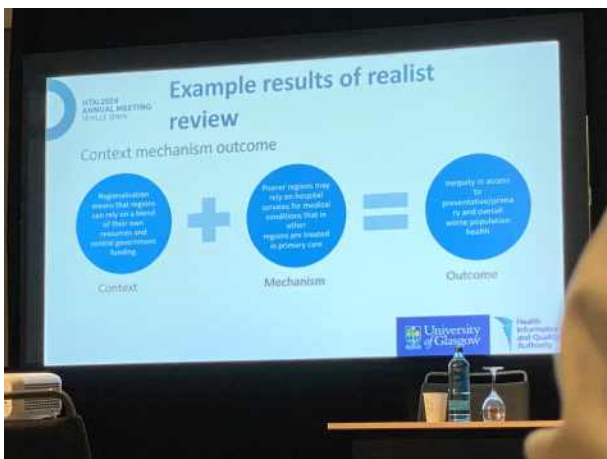 HTAi 2024
ANNUAL MEETING
SEVILLE SPAIN
Example results of realist
review
Context mechanism outcome
Regionalisation
means that regions
can rely on a blend
of their own
resources and
central government
funding
Context
Poorer regions may
rely on hospital
services for medical
conditions that in
other
regions are treated
in primary care
Mechanism
Inequity in access
to
preventative/prima
ry and overall
worse population
health
Outcome
University
of Glasgow
Health
Information
and Quality
Authority